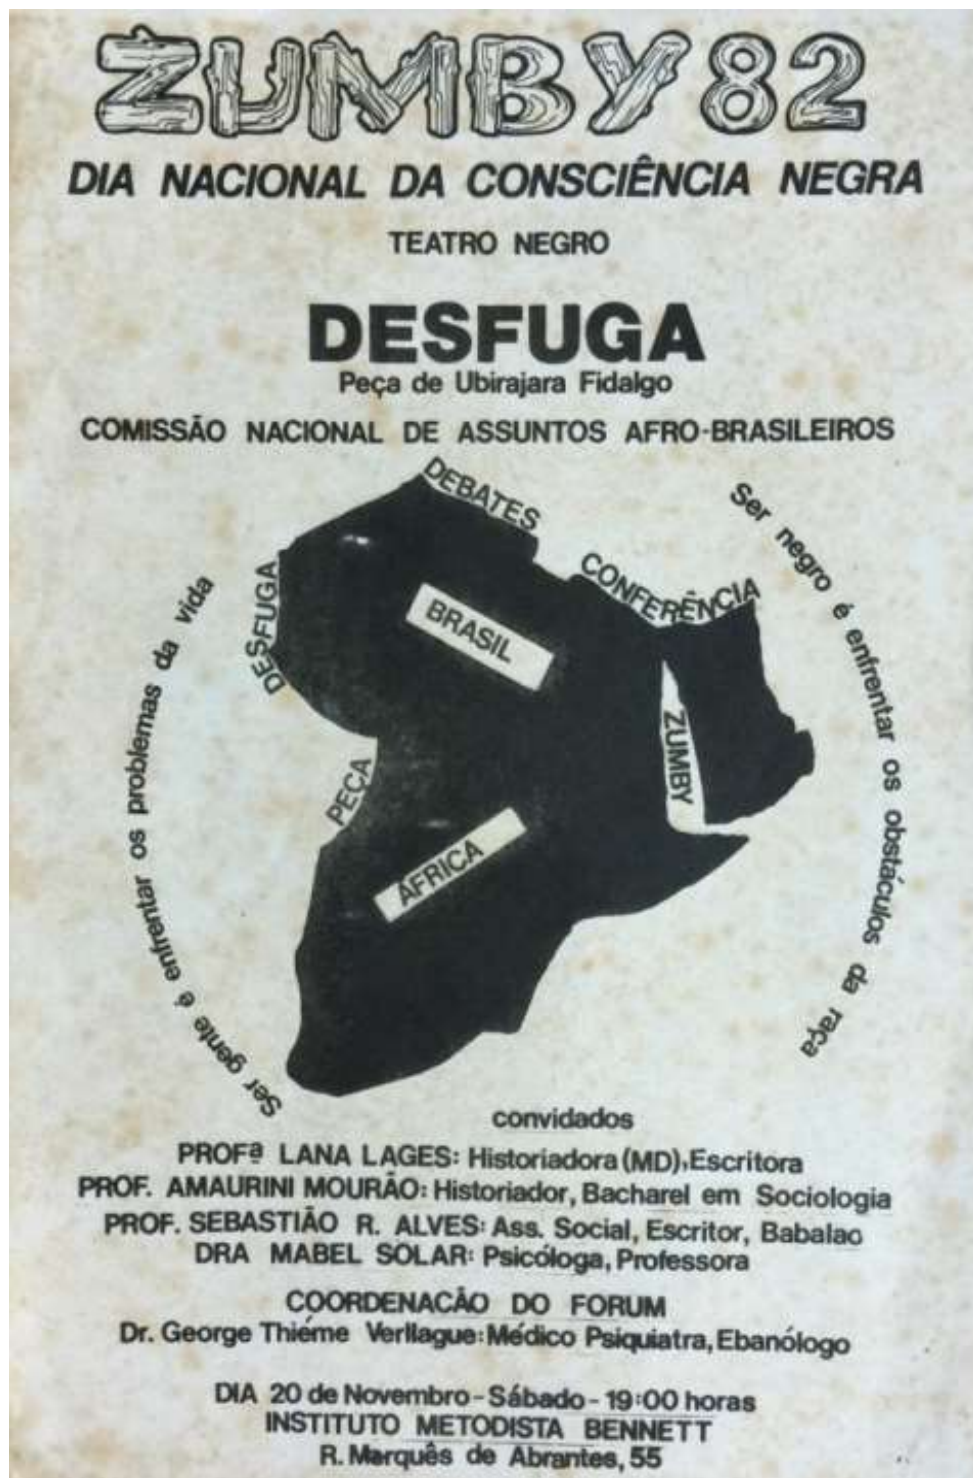 ZUMBY 82
DIA NACIONAL DA CONSCIÊNCIA NEGRA
TEATRO NEGRO
DESFUGA
Peça de Ubirajara Fidalgo
COMISSÃO NACIONAL DE ASSUNTOS AFRO-BRASILEIROS
DEBATES
CONFERÊNCIA
DESFUGA
PEÇA
BRASIL
ZUMBY
ÁFRICA
Ser gente é enfrentar os problemas da vida
Ser negro é enfrentar os obstáculos da raça
convidados
PROFª LANA LAGES: Historiadora (MD), Escritora
PROF. AMAURINI MOURÃO: Historiador, Bacharel em Sociologia
PROF. SEBASTIÃO R. ALVES: Ass. Social, Escritor, Babalao
DRA MABEL SOLAR: Psicóloga, Professora
COORDENACÂO DO FORUM
Dr. George Thiéme Verllague: Médico Psiquiatra, Ebanólogo
DIA 20 de Novembro - Sábado - 19:00 horas
INSTITUTO METODISTA BENNETT
R. Marquês de Abrantes, 55